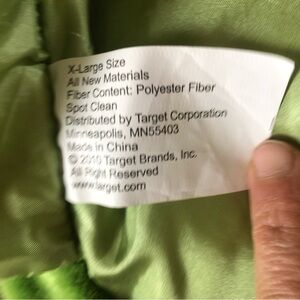 X-Large Size
All New Materials
Fiber Content: Polyester Fiber
Spot Clean
Distributed by Target Corporation
Minneapolis, MN55403
Made in China
© 2010 Target Brands, Inc.
All Right Reserved
www.target.com